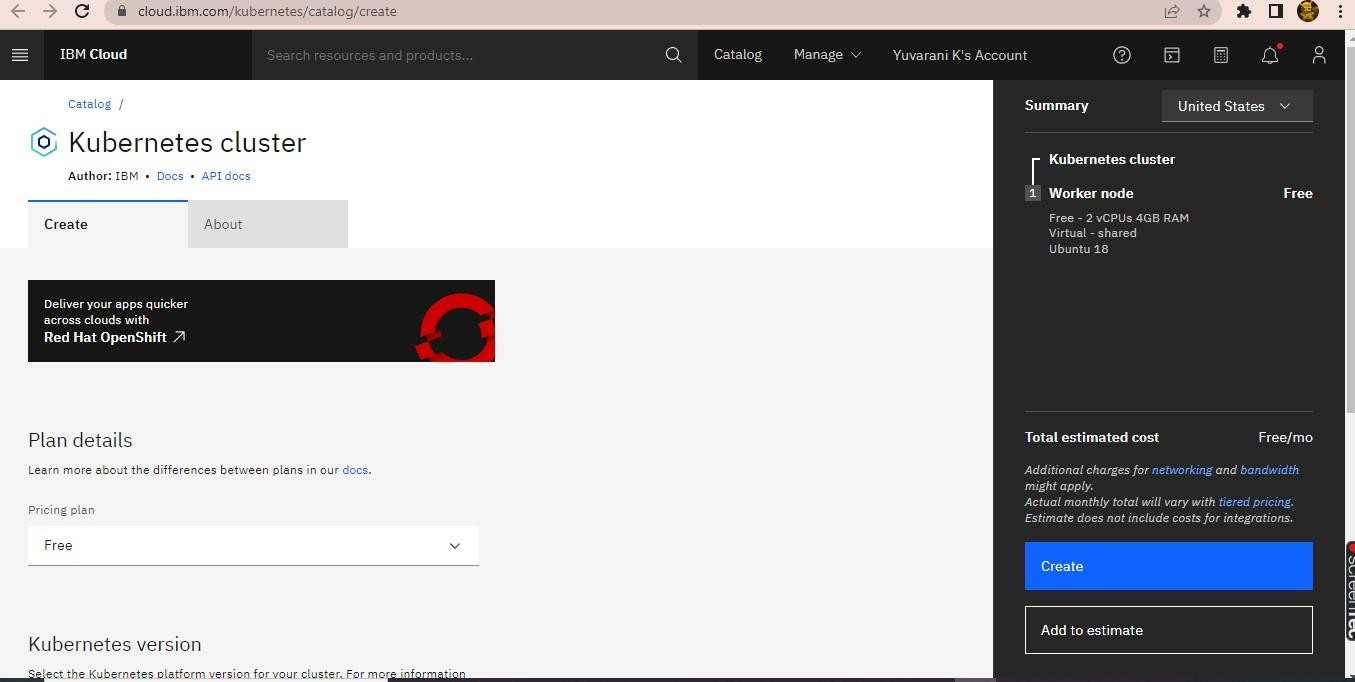 cloud.ibm.com/kubernetes/catalog/create
IBM Cloud
Search resources and products...
Catalog
Manage
Yuvarani K's Account
Catalog /
Kubernetes cluster
Author: IBM • Docs • API docs
Create
About
Deliver your apps quicker
across clouds with
Red Hat OpenShift
Plan details
Learn more about the differences between plans in our docs.
Pricing plan
Free
Kubernetes version
Select the Kubernetes platform version for your cluster. For more information
Summary
United States
Kubernetes cluster
1 Worker node Free
Free - 2 vCPUs 4GB RAM
Virtual - shared
Ubuntu 18
Total estimated cost Free/mo
Additional charges for networking and bandwidth
might apply.
Actual monthly total will vary with tiered pricing.
Estimate does not include costs for integrations.
Create
Add to estimate